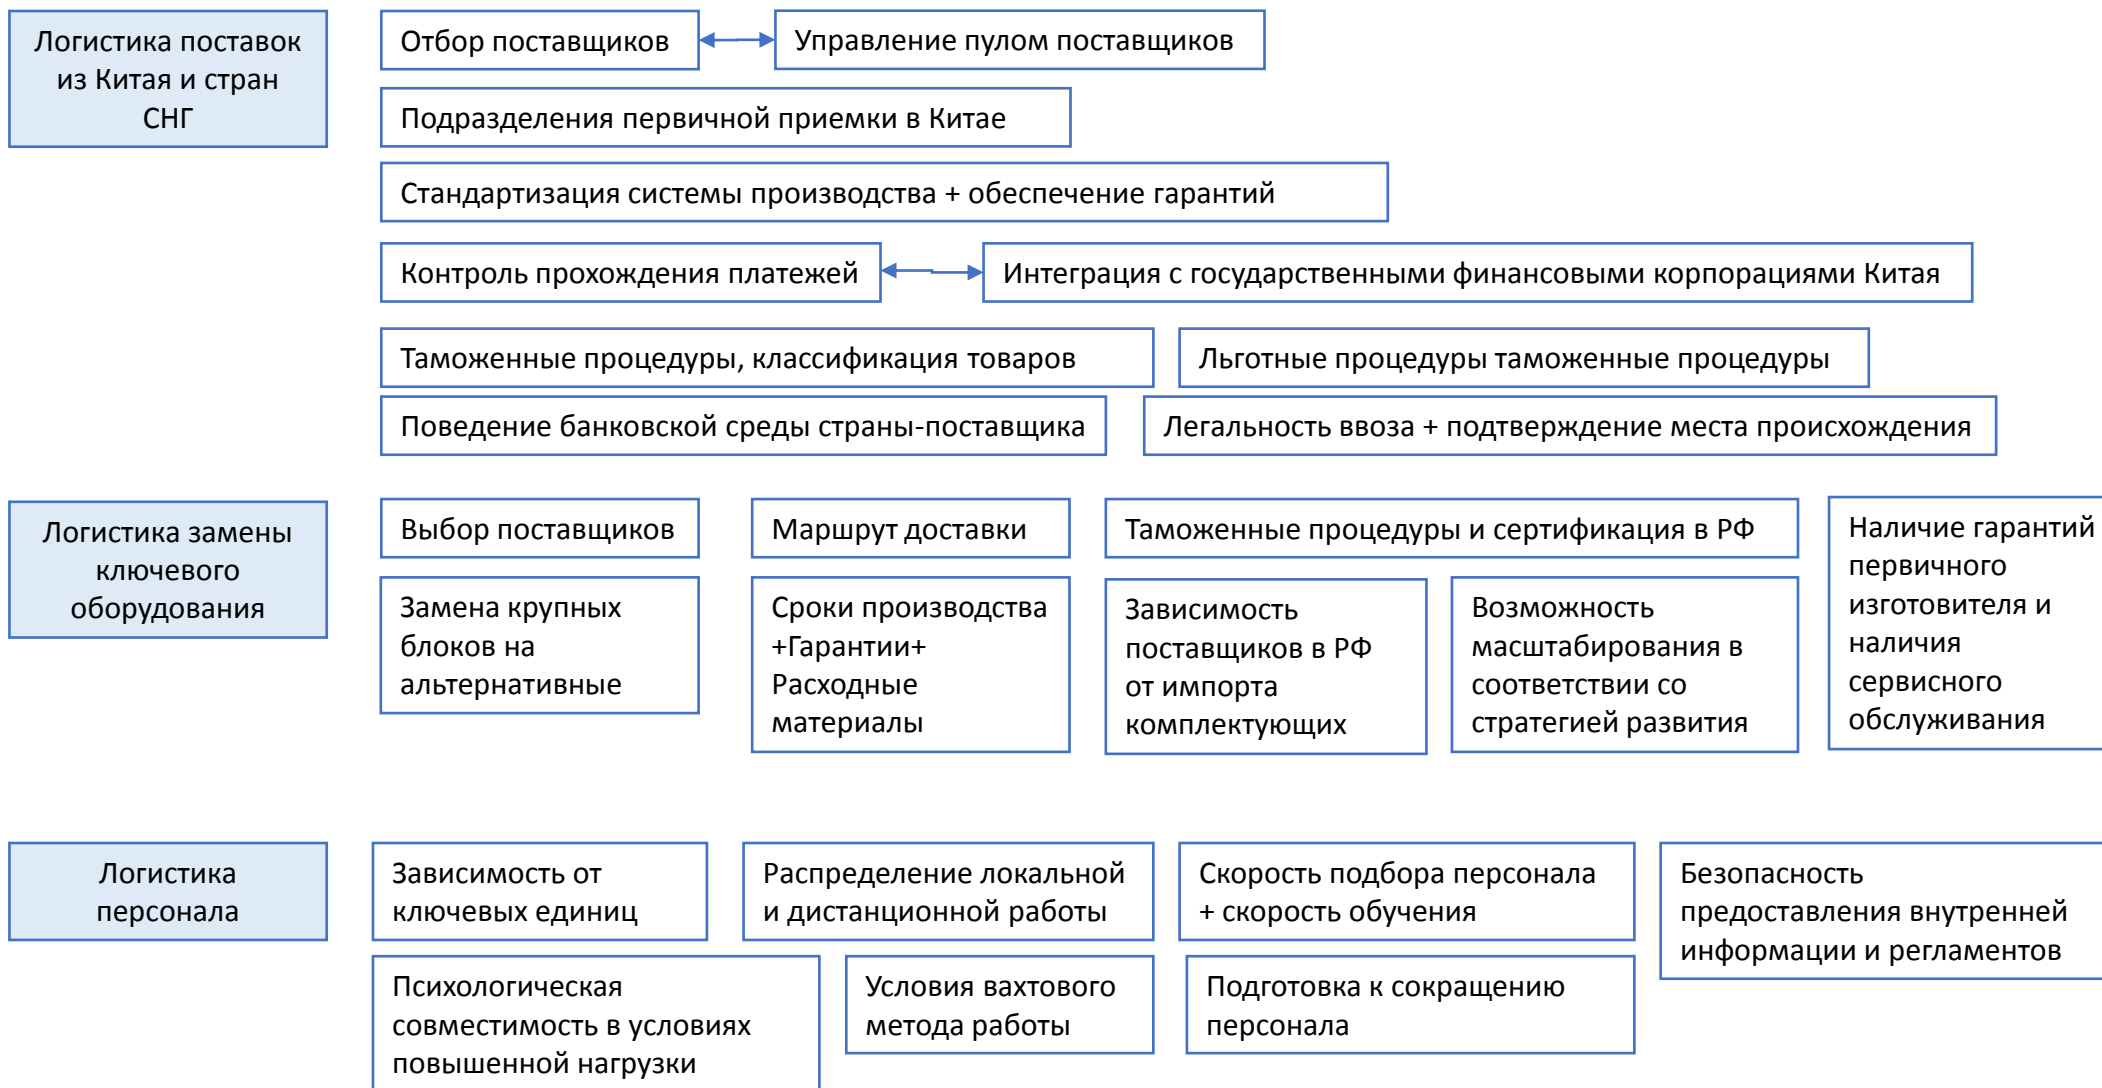 Логистика поставок
из Китая и стран
СНГ
Отбор поставщиков
Управление пулом поставщиков
Подразделения первичной приемки в Китае
Стандартизация системы производства + обеспечение гарантий
Контроль прохождения платежей
Интеграция с государственными финансовыми корпорациями Китая
Таможенные процедуры, классификация товаров
Льготные процедуры таможенные процедуры
Поведение банковской среды страны-поставщика
Легальность ввоза + подтверждение места происхождения
Логистика замены
ключевого
оборудования
Выбор поставщиков
Маршрут доставки
Таможенные процедуры и сертификация в РФ
Наличие гарантий
первичного
изготовителя и
наличия
сервисного
обслуживания
Замена крупных
блоков на
альтернативные
Сроки производства
+Гарантии+
Расходные
материалы
Зависимость
поставщиков в РФ
от импорта
комплектующих
Возможность
масштабирования в
соответствии со
стратегией развития
Логистика
персонала
Зависимость от
ключевых единиц
Распределение локальной
и дистанционной работы
Скорость подбора персонала
+ скорость обучения
Безопасность
предоставления внутренней
информации и регламентов
Психологическая
совместимость в условиях
повышенной нагрузки
Условия вахтового
метода работы
Подготовка к сокращению
персонала